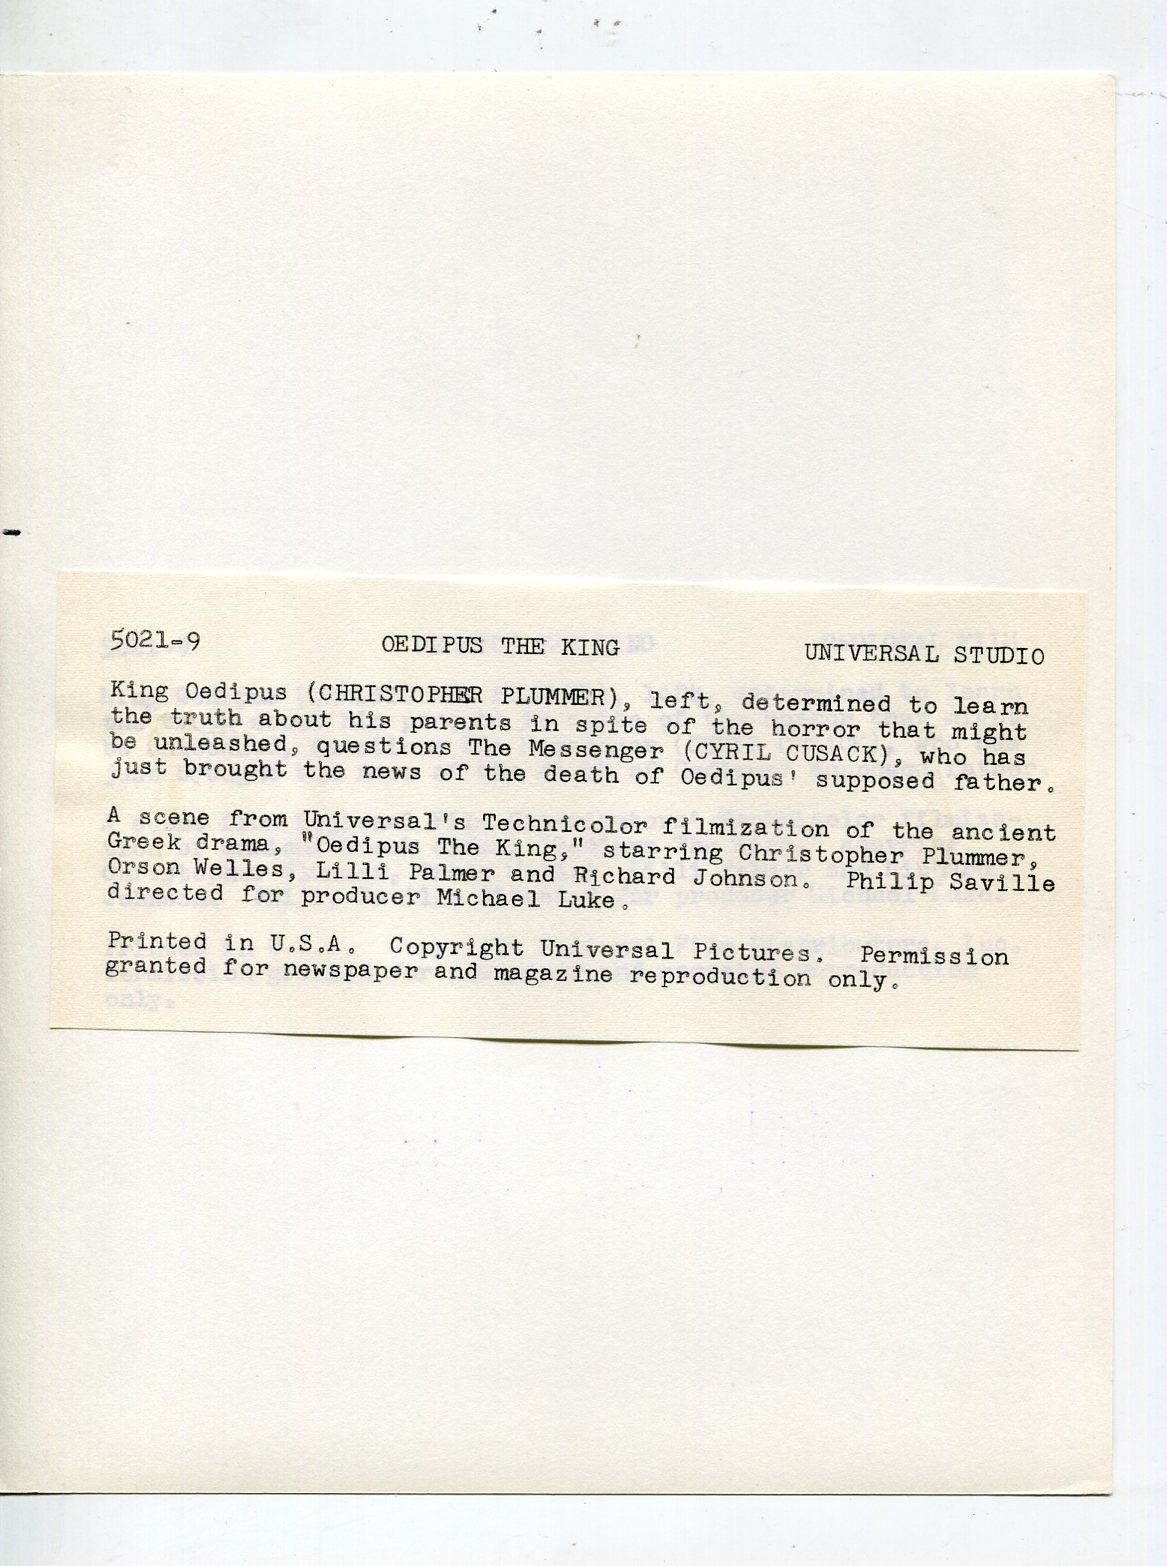 5021-9 OEDIPUS THE KING UNIVERSAL STUDIO
King Oedipus (CHRISTOPHER PLUMMER), left, determined to learn
the truth about his parents in spite of the horror that might
be unleashed, questions The Messenger (CYRIL CUSACK), who has
just brought the news of the death of Oedipus' supposed father.
A scene from Universal's Technicolor filmization of the ancient
Greek drama, "Oedipus The King," starring Christopher Plummer,
Orson Welles, Lilli Palmer and Richard Johnson. Philip Saville
directed for producer Michael Luke.
Printed in U.S.A. Copyright Universal Pictures. Permission
granted for newspaper and magazine reproduction only.
only.